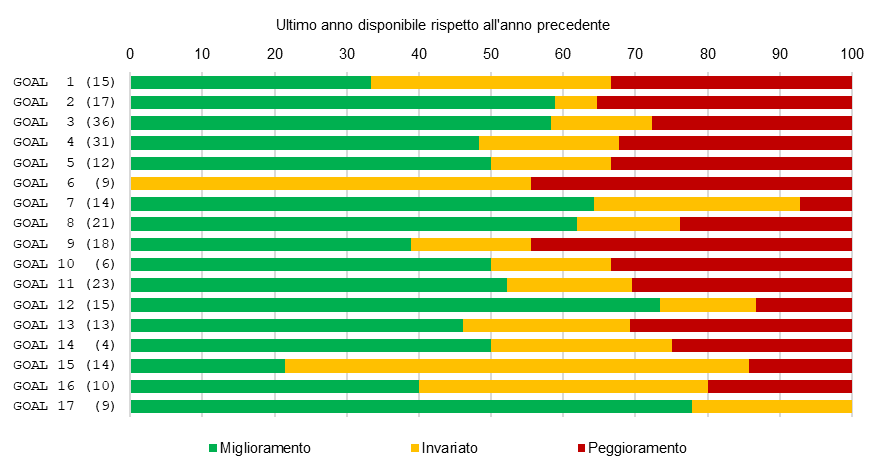 Ultimo anno disponibile rispetto all'anno precedente
0 10 20 30 40 50 60 70 80 90 100
GOAL 1 (15)
GOAL 2 (17)
GOAL 3 (36)
GOAL 4 (31)
GOAL 5 (12)
GOAL 6 (9)
GOAL 7 (14)
GOAL 8 (21)
GOAL 9 (18)
GOAL 10 (6)
GOAL 11 (23)
GOAL 12 (15)
GOAL 13 (13)
GOAL 14 (4)
GOAL 15 (14)
GOAL 16 (10)
GOAL 17 (9)
Miglioramento Invariato Peggioramento